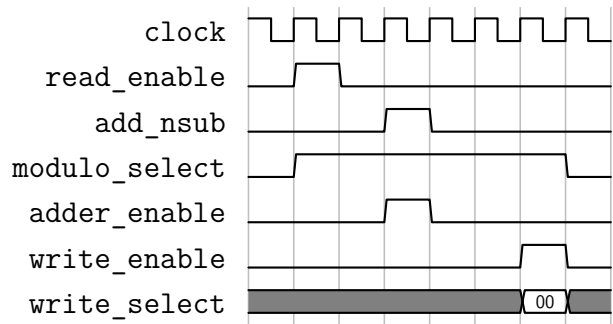 clock
read_enable
add_nsub
modulo_select
adder_enable
write_enable
write_select 00